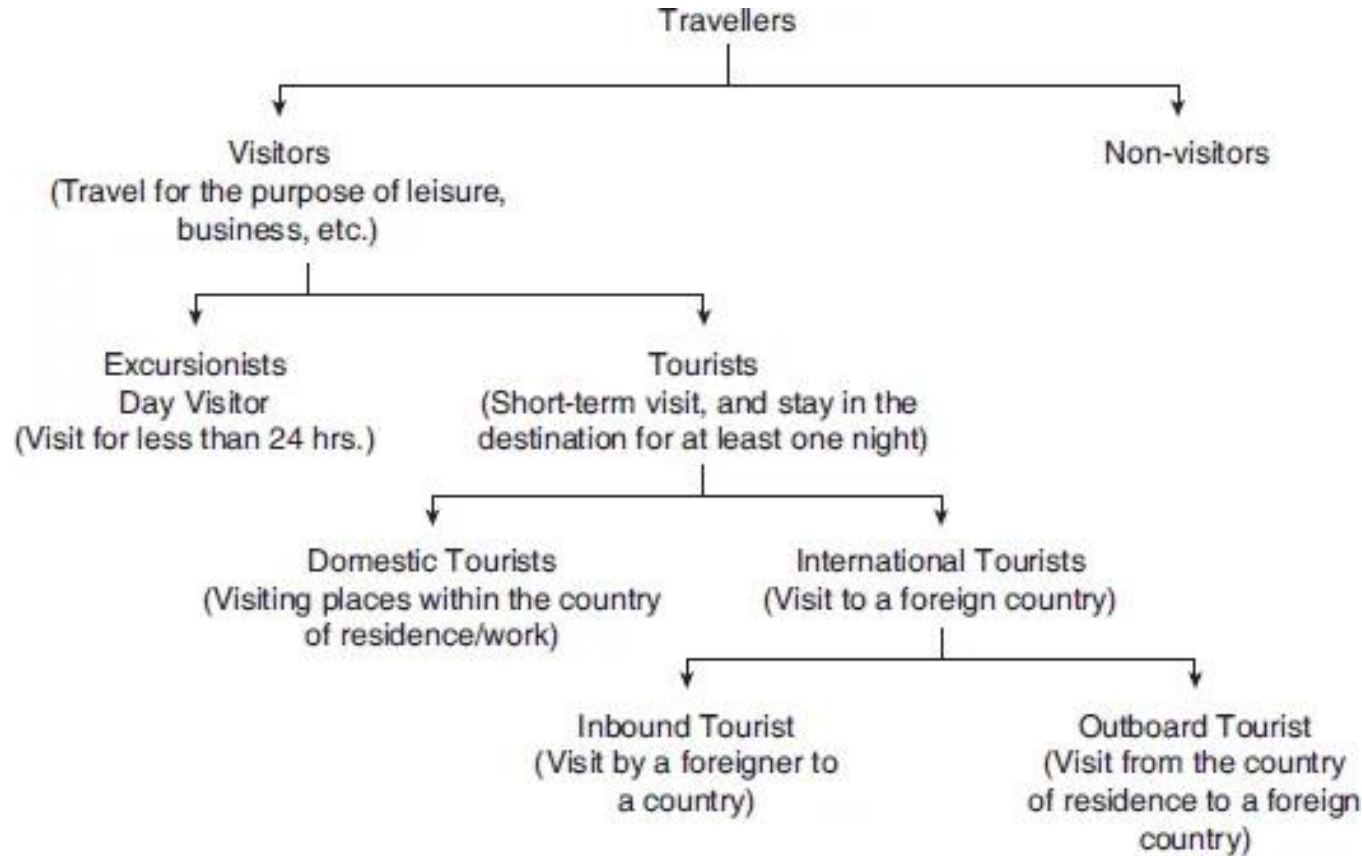 Travellers
Visitors
(Travel for the purpose of leisure,
business, etc.)
Non-visitors
Excursionists
Day Visitor
(Visit for less than 24 hrs.)
Tourists
(Short-term visit, and stay in the
destination for at least one night)
Domestic Tourists
(Visiting places within the country
of residence/work)
International Tourists
(Visit to a foreign country)
Inbound Tourist
(Visit by a foreigner to
a country)
Outboard Tourist
(Visit from the country
of residence to a foreign
country)